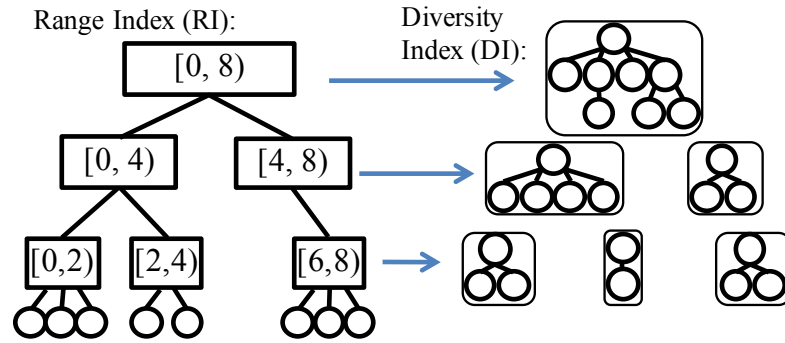 Range Index (RI):
Diversity
Index (DI):
[0, 8)
[0, 4)
[4, 8)
[0,2)
[2,4)
[6,8)